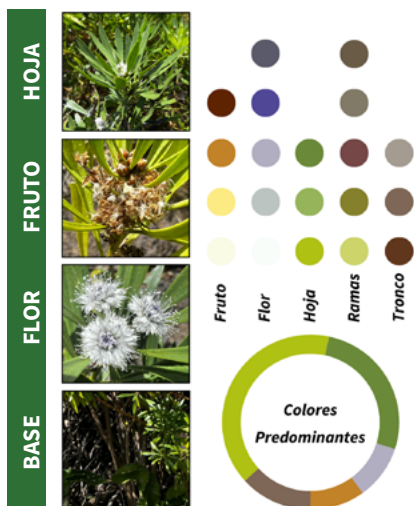 HOJA
FRUTO
FLOR
BASE
Fruto
Flor
Hoja
Ramas
Tronco
Colores
Predominantes